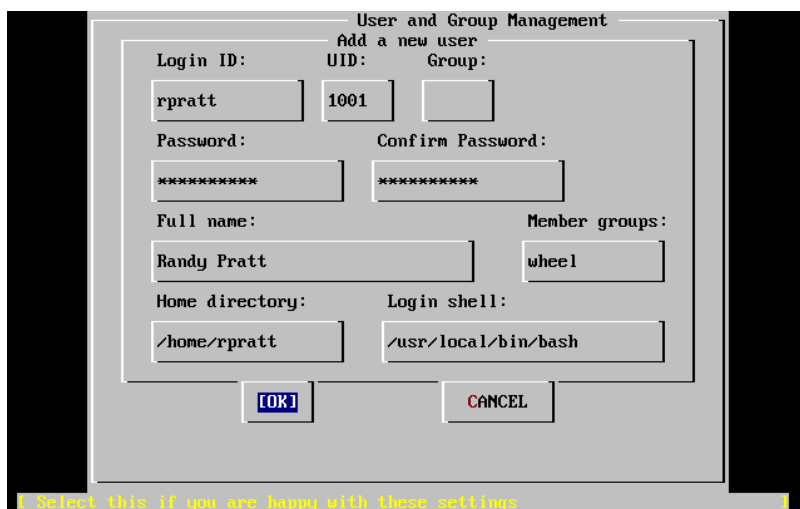 User and Group Management
Add a new user
Login ID: UID: Group:
rpratt 1001
Password: Confirm Password:
********** **********
Full name: Member groups:
Randy Pratt wheel
Home directory: Login shell:
/home/rpratt /usr/local/bin/bash
[OK] CANCEL
[ Select this if you are happy with these settings ]